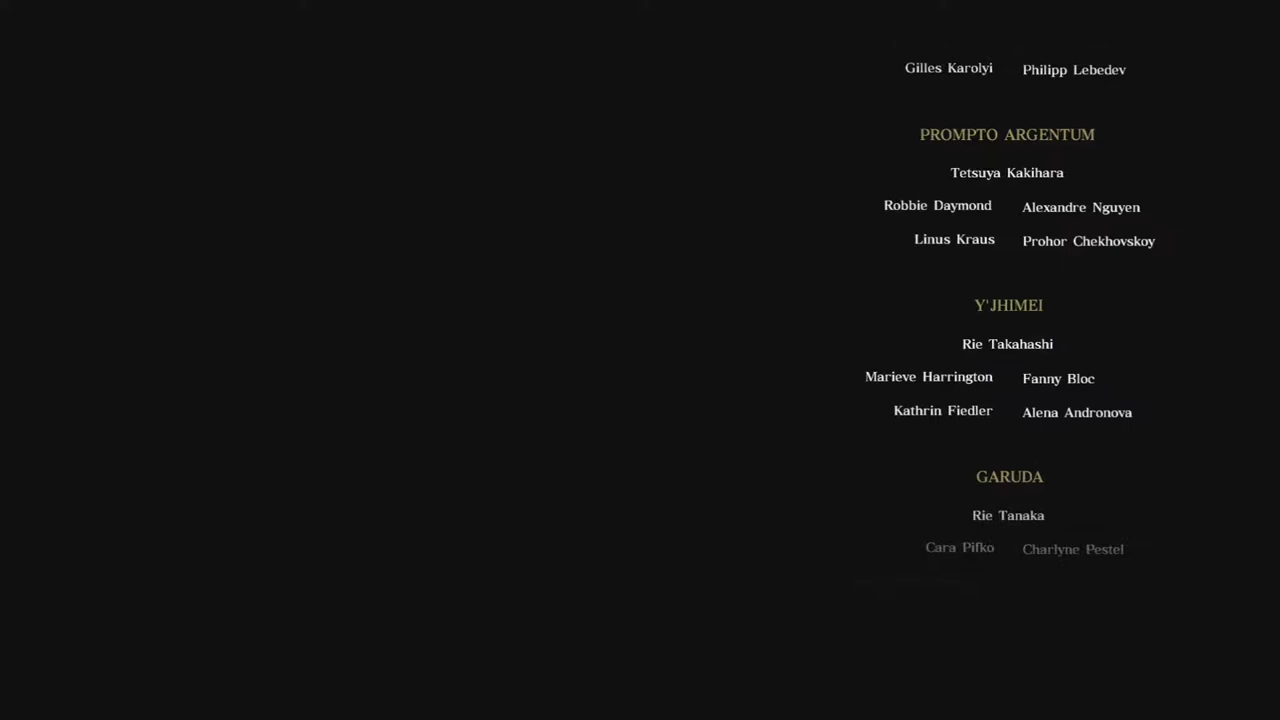 Gilles Karolyi Philipp Lebedev
PROMPTO ARGENTUM
Tetsuya Kakihara
Robbie Daymond Alexandre Nguyen
Linus Kraus Prohor Chekhovskoy
Y'JHIMEI
Rie Takahashi
Marieve Harrington Fanny Bloc
Kathrin Fiedler Alena Andronova
GARUDA
Rie Tanaka
Cara Pifko Charlyne Pestel